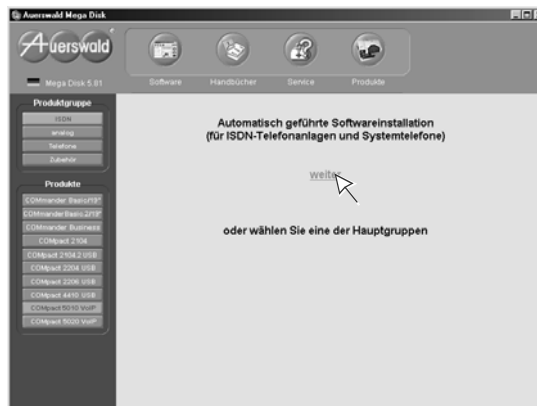 Auerswald Mega Disk
Auerswald
Mega Disk 5.01
Software
Handbücher
Service
Produkte
Produktgruppe
ISDN
analog
Telefone
Zubehör
Produkte
COMmander Basic/19"
COMmander Basic.2/19"
COMmander Business
COMpact 2104
COMpact 2104.2 USB
COMpact 2204 USB
COMpact 2206 USB
COMpact 4410 USB
COMpact 5010 VoIP
COMpact 5020 VoIP
Automatisch geführte Softwareinstallation
(für ISDN-Telefonanlagen und Systemtelefone)
weiter
oder wählen Sie eine der Hauptgruppen